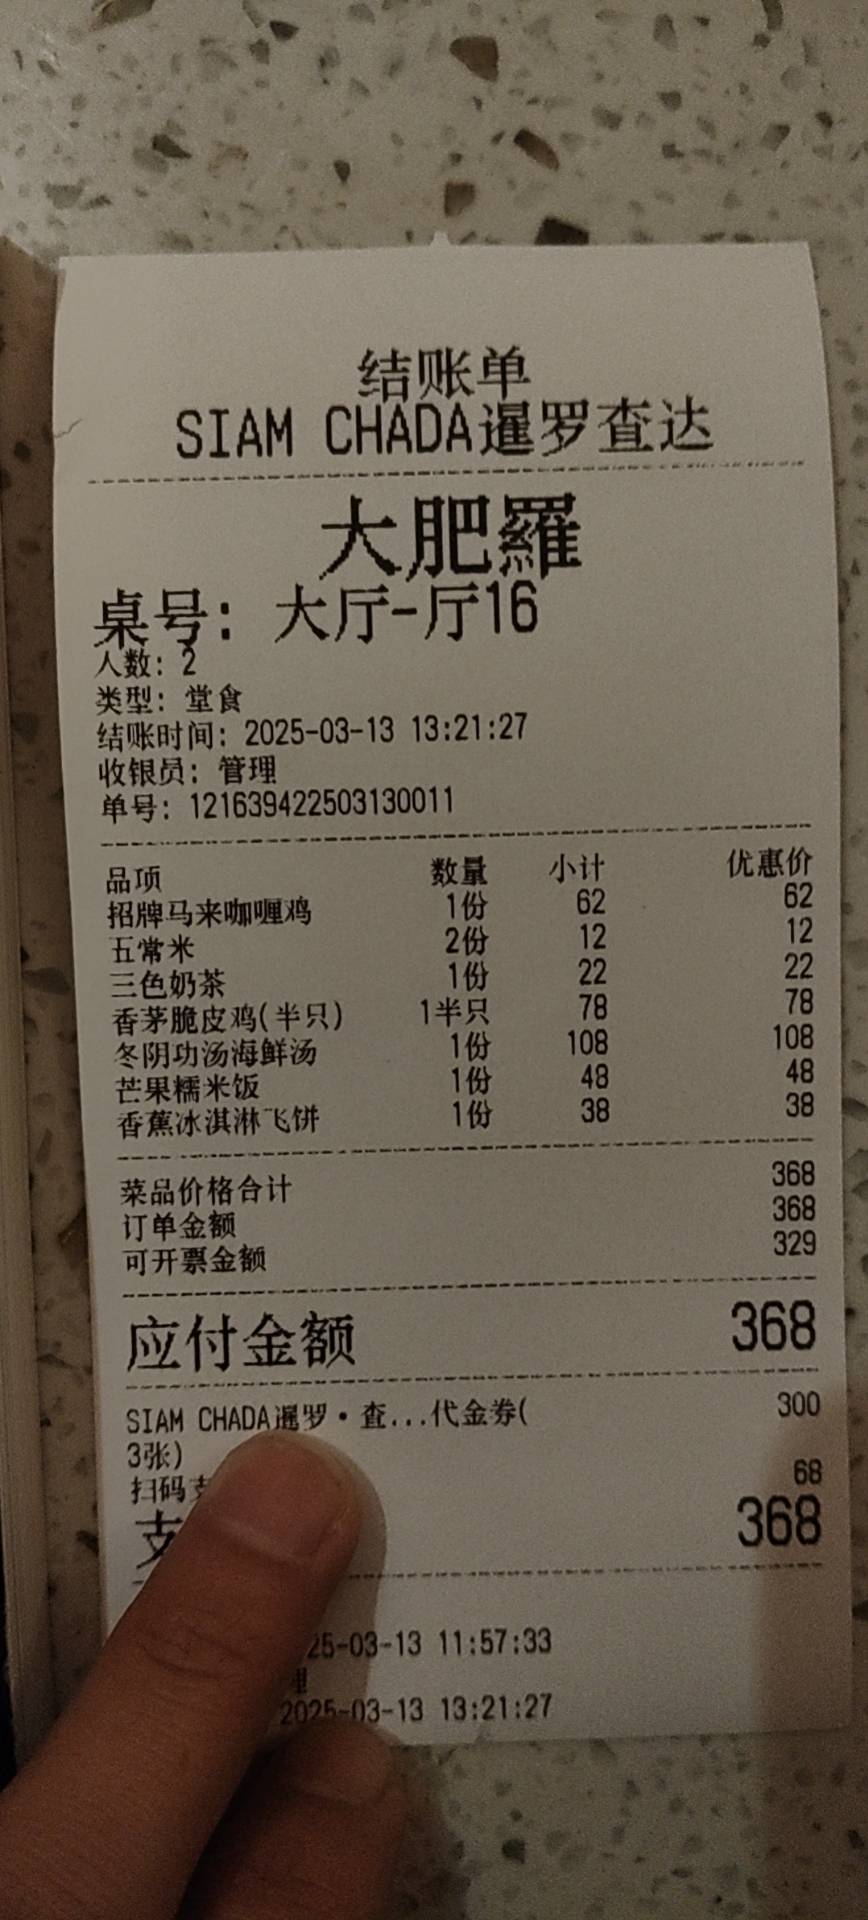 结账单
SIAM CHADA暹罗查达
大肥羅
桌号: 大厅-厅16
人数: 2
类型: 堂食
结账时间: 2025-03-13 13:21:27
收银员: 管理
单号: 121639422503130011
品项 数量 小计 优惠价
招牌马来咖喱鸡 1份 62 62
五常米 2份 12 12
三色奶茶 1份 22 22
香茅脆皮鸡(半只) 1半只 78 78
冬阴功汤海鲜汤 1份 108 108
芒果糯米饭 1份 48 48
香蕉冰淇淋飞饼 1份 38 38
菜品价格合计 368
订单金额 368
可开票金额 329
应付金额 368
SIAM CHADA暹罗·查...代金券( 300
3张)
扫码支 68
支 368
25-03-13 11:57:33
理
2025-03-13 13:21:27